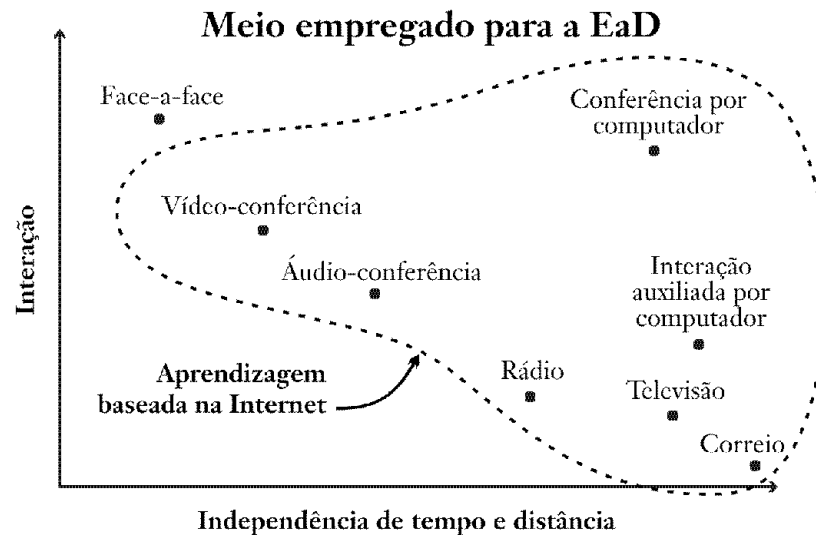 Meio empregado para a EaD
Face-a-face
Conferência por
computador
Vídeo-conferência
Áudio-conferência
Interação
auxiliada por
computador
Interação
Aprendizagem
baseada na Internet
Rádio
Televisão
Correio
Independência de tempo e distância